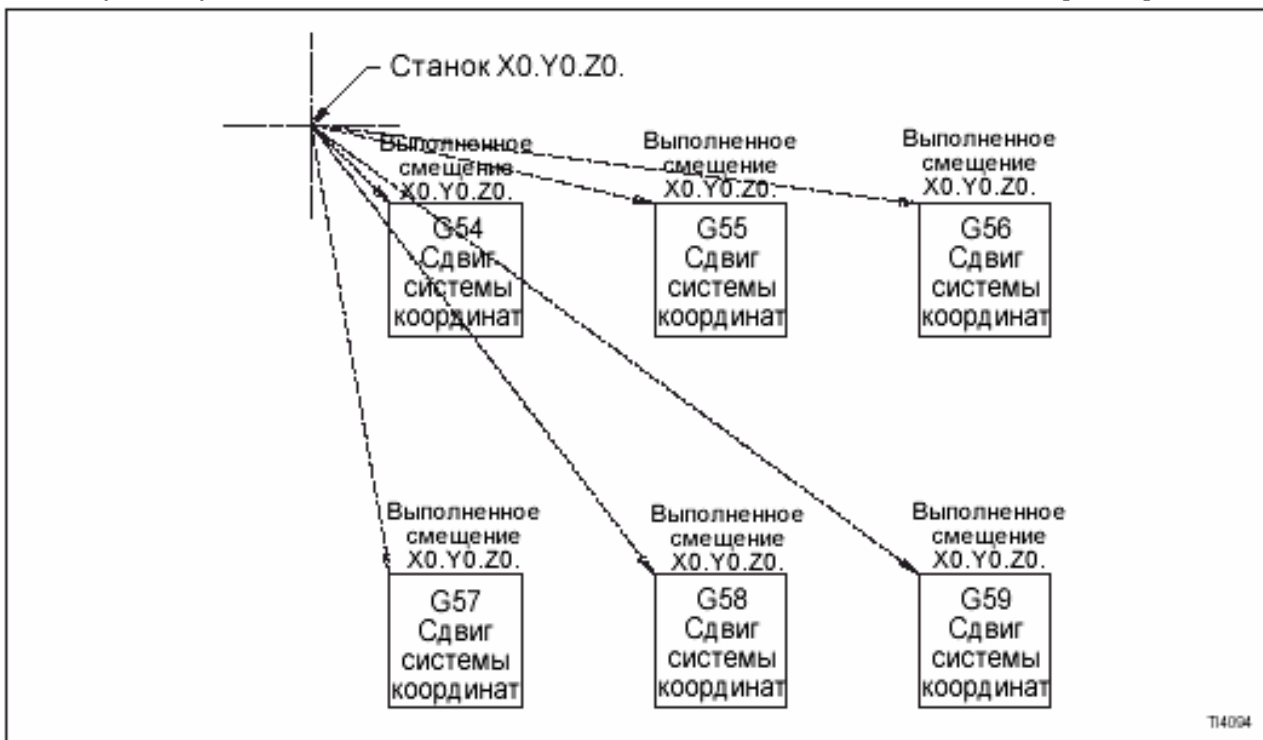 Станок X0.Y0.Z0.
Выполненное
смещение
X0.Y0.Z0.
G54
Сдвиг
системы
координат
Выполненное
смещение
X0.Y0.Z0.
G55
Сдвиг
системы
координат
Выполненное
смещение
X0.Y0.Z0.
G56
Сдвиг
системы
координат
Выполненное
смещение
X0.Y0.Z0.
G57
Сдвиг
системы
координат
Выполненное
смещение
X0.Y0.Z0.
G58
Сдвиг
системы
координат
Выполненное
смещение
X0.Y0.Z0.
G59
Сдвиг
системы
координат
TI4094